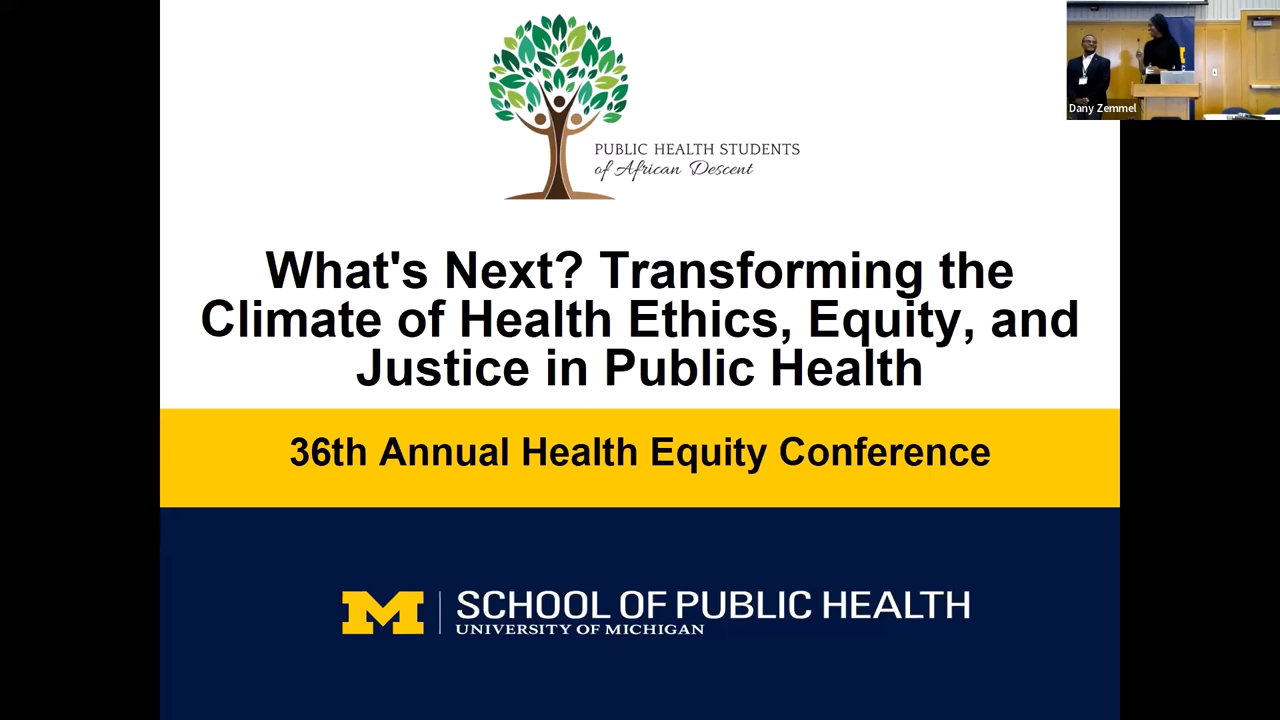 PUBLIC HEALTH STUDENTS
of African Descent
Dany Zemmel
What's Next? Transforming the
Climate of Health Ethics, Equity, and
Justice in Public Health
36th Annual Health Equity Conference
M SCHOOL OF PUBLIC HEALTH
UNIVERSITY OF MICHIGAN